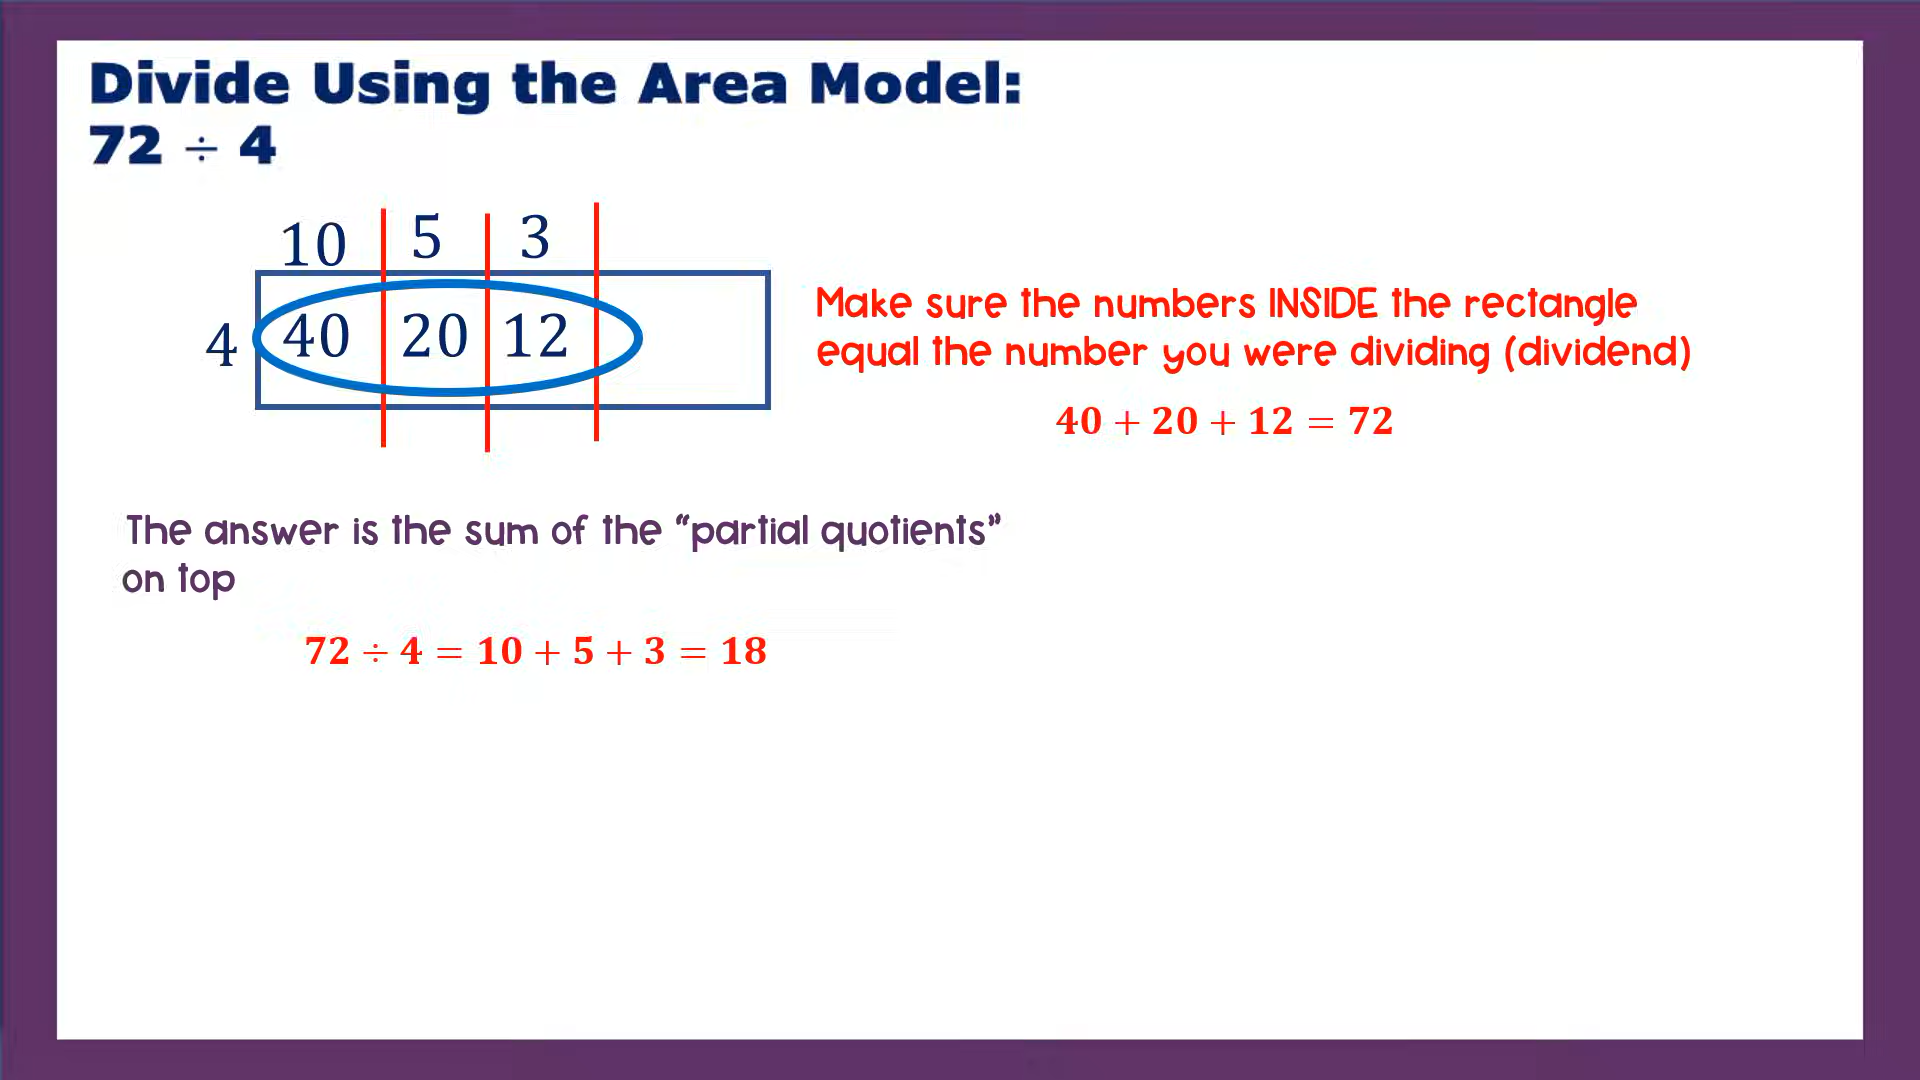 Divide Using the Area Model:
72 ÷ 4
10 5 3
4 40 20 12
Make sure the numbers INSIDE the rectangle
equal the number you were dividing (dividend)
40 + 20 + 12 = 72
The answer is the sum of the “partial quotients”
on top
72 ÷ 4 = 10 + 5 + 3 = 18